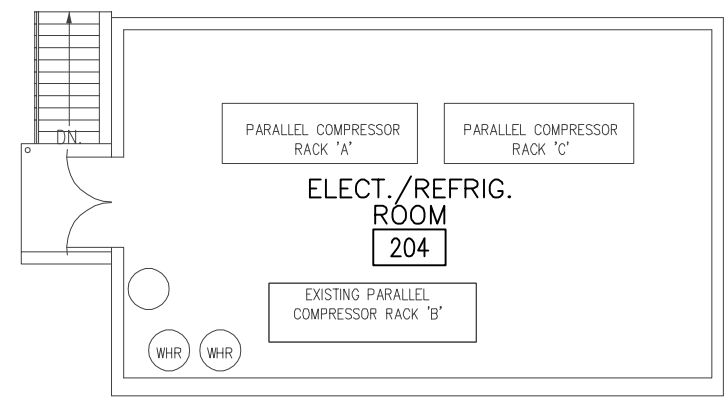 DN.
PARALLEL COMPRESSOR
RACK 'A'
PARALLEL COMPRESSOR
RACK 'C'
ELECT./REFRIG.
ROOM
204
EXISTING PARALLEL
COMPRESSOR RACK 'B'
WHR
WHR